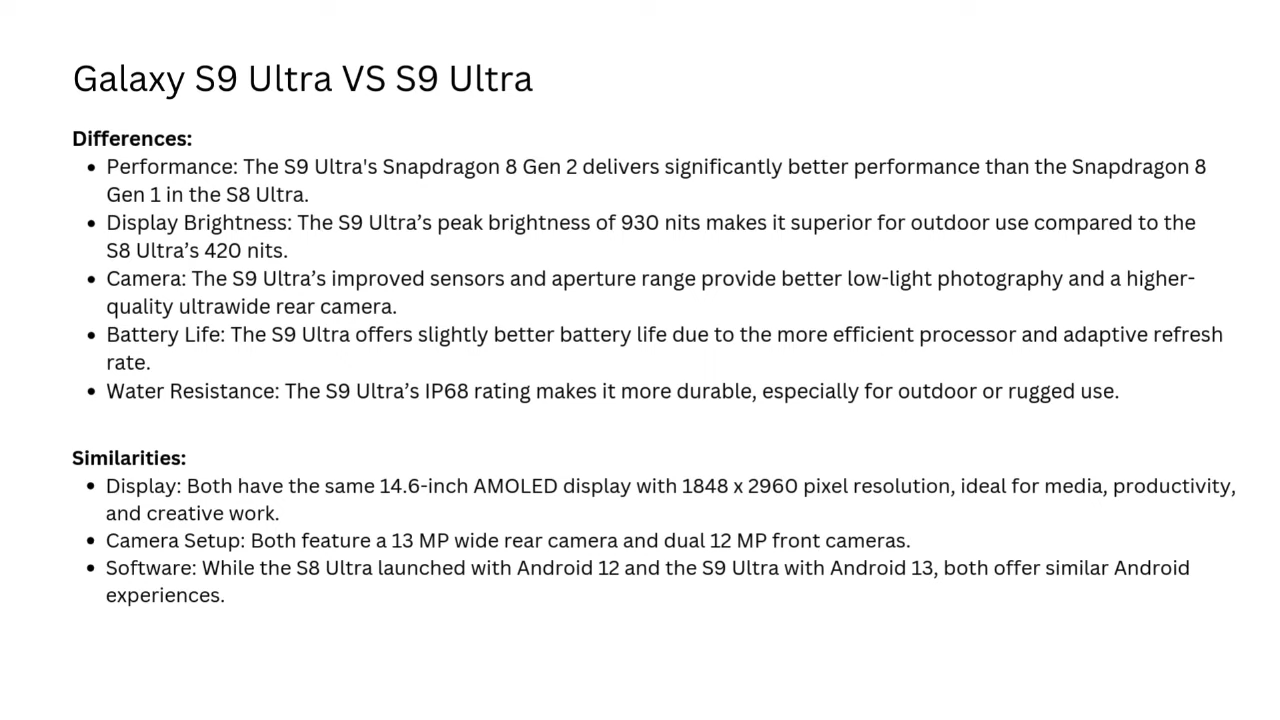 Galaxy S9 Ultra VS S9 Ultra
Differences:
• Performance: The S9 Ultra's Snapdragon 8 Gen 2 delivers significantly better performance than the Snapdragon 8
Gen 1 in the S8 Ultra.
• Display Brightness: The S9 Ultra’s peak brightness of 930 nits makes it superior for outdoor use compared to the
S8 Ultra’s 420 nits.
• Camera: The S9 Ultra’s improved sensors and aperture range provide better low-light photography and a higher-
quality ultrawide rear camera.
• Battery Life: The S9 Ultra offers slightly better battery life due to the more efficient processor and adaptive refresh
rate.
• Water Resistance: The S9 Ultra’s IP68 rating makes it more durable, especially for outdoor or rugged use.
Similarities:
• Display: Both have the same 14.6-inch AMOLED display with 1848 x 2960 pixel resolution, ideal for media, productivity,
and creative work.
• Camera Setup: Both feature a 13 MP wide rear camera and dual 12 MP front cameras.
• Software: While the S8 Ultra launched with Android 12 and the S9 Ultra with Android 13, both offer similar Android
experiences.